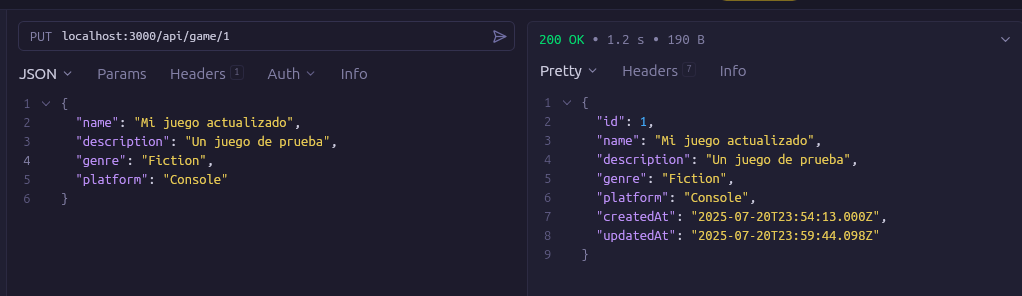 PUT localhost:3000/api/game/1
JSON Params Headers 1 Auth Info
1 {
2 "name": "Mi juego actualizado",
3 "description": "Un juego de prueba",
4 "genre": "Fiction",
5 "platform": "Console"
6 }
200 OK • 1.2 s • 190 B
Pretty Headers 7 Info
1 {
2 "id": 1,
3 "name": "Mi juego actualizado",
4 "description": "Un juego de prueba",
5 "genre": "Fiction",
6 "platform": "Console",
7 "createdAt": "2025-07-20T23:54:13.000Z",
8 "updatedAt": "2025-07-20T23:59:44.098Z"
9 }